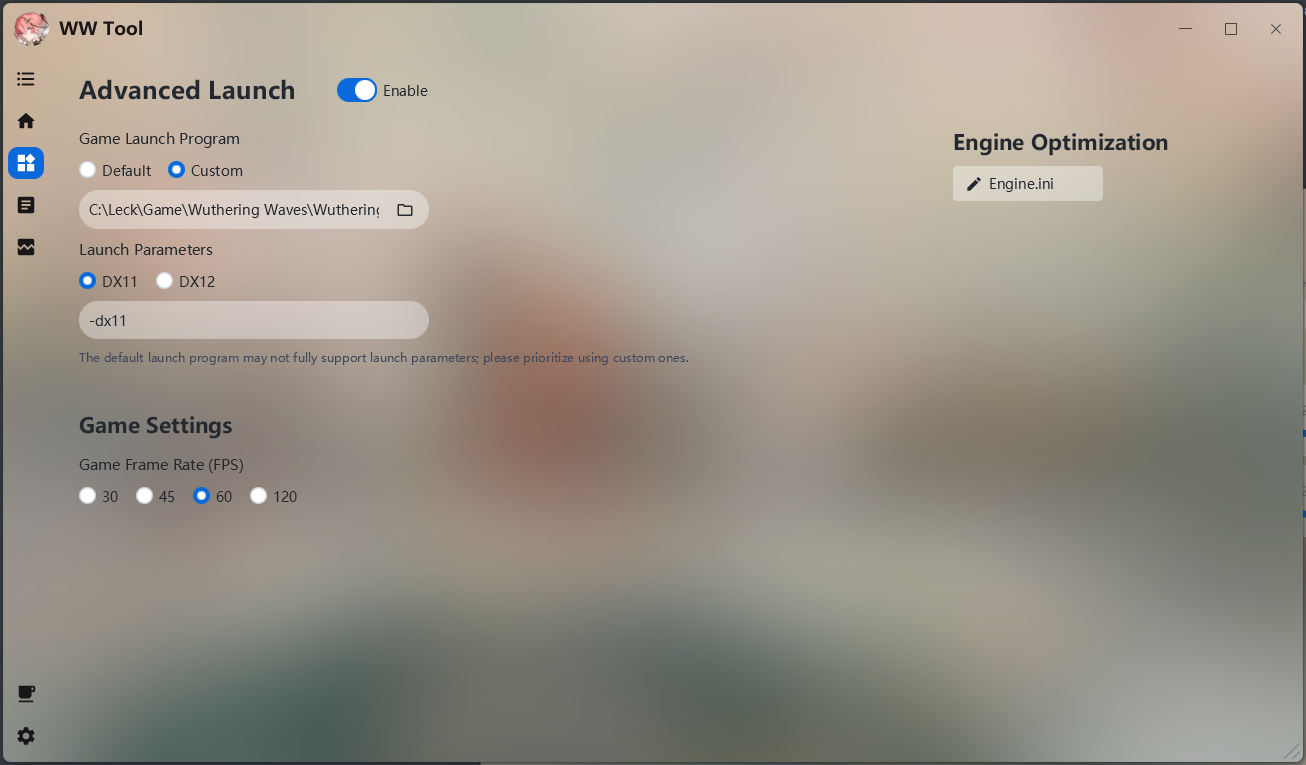 WW Tool
Advanced Launch
Enable
Game Launch Program
Default
Custom
C:\Leck\Game\Wuthering Waves\Wuthering
Launch Parameters
DX11
DX12
-dx11
The default launch program may not fully support launch parameters; please prioritize using custom ones.
Game Settings
Game Frame Rate (FPS)
30
45
60
120
Engine Optimization
Engine.ini